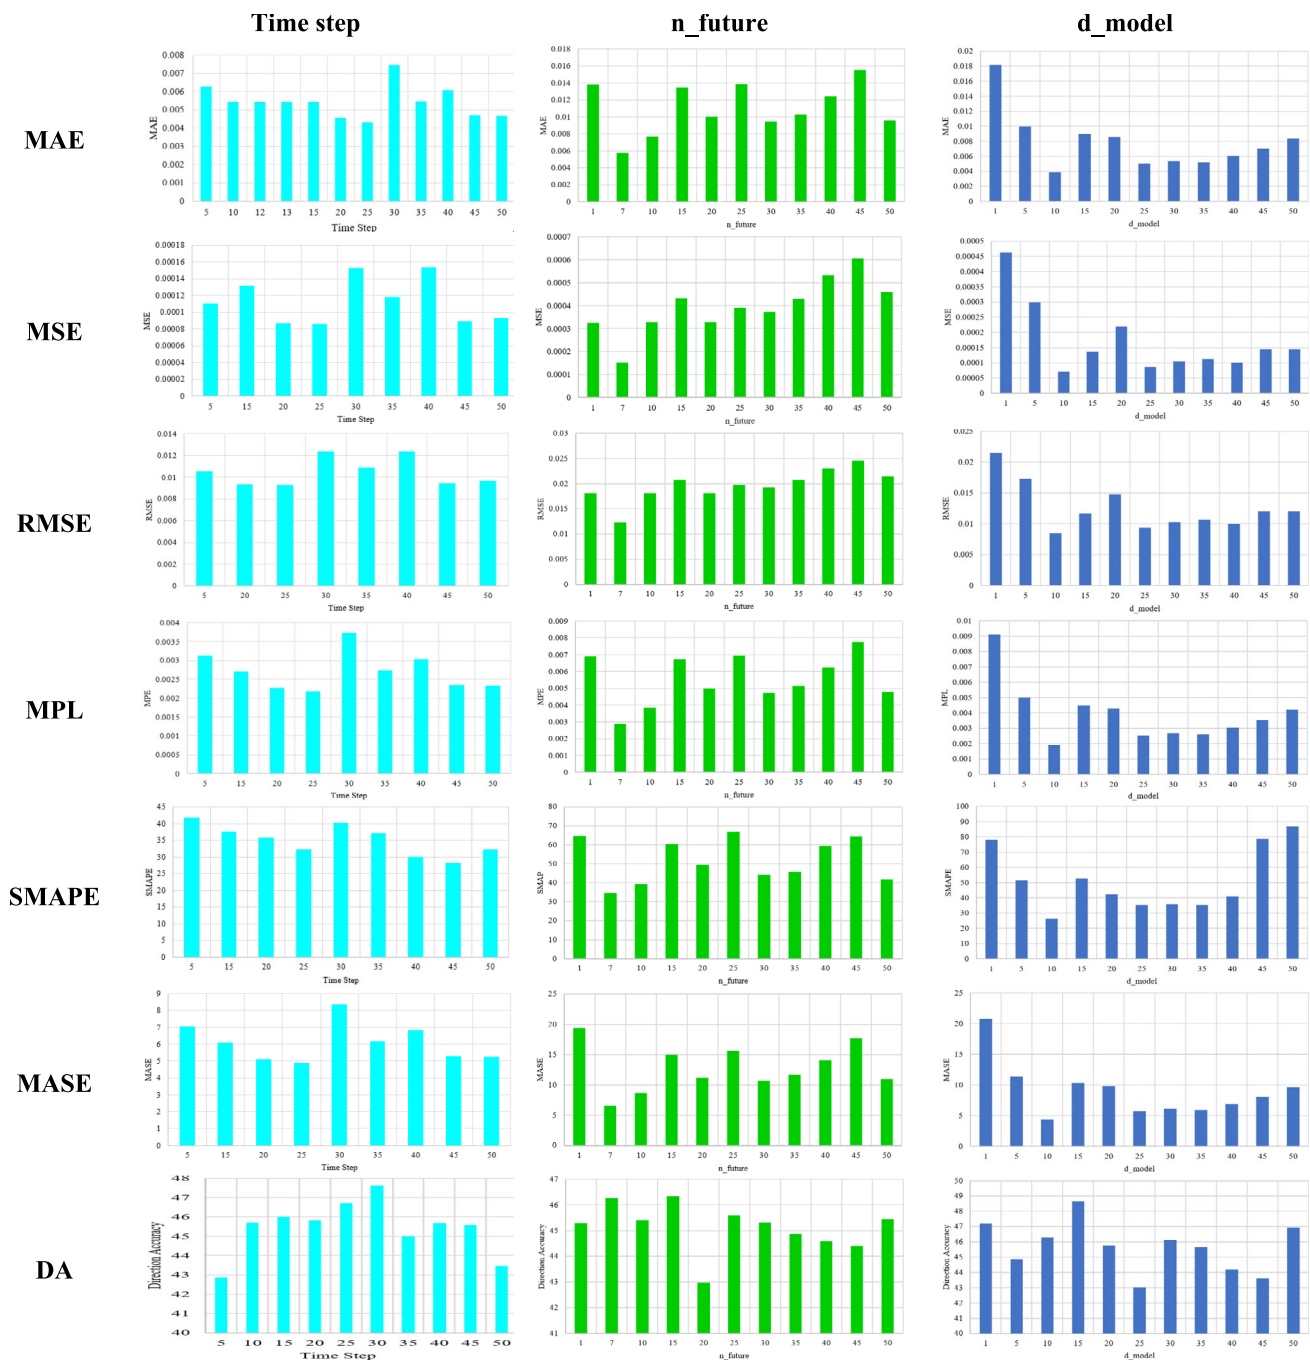 Time step n_future d_model
MAE
0.008
0.007
0.006
0.005
0.004
0.003
0.002
0.001
0
MAE
5 10 12 13 15 20 25 30 35 40 45 50
Time Step
0.018
0.016
0.014
0.012
0.01
0.008
0.006
0.004
0.002
0
MAE
1 7 10 15 20 25 30 35 40 45 50
n_future
0.02
0.018
0.016
0.014
0.012
0.01
0.008
0.006
0.004
0.002
0
MAE
1 5 10 15 20 25 30 35 40 45 50
d_model
MSE
0.00018
0.00016
0.00014
0.00012
0.0001
0.00008
0.00006
0.00004
0.00002
0
MSE
5 15 20 25 30 35 40 45 50
Time Step
0.0007
0.0006
0.0005
0.0004
0.0003
0.0002
0.0001
0
MSE
1 7 10 15 20 25 30 35 40 45 50
n_future
0.0005
0.00045
0.0004
0.00035
0.0003
0.00025
0.0002
0.00015
0.0001
0.00005
0
MSE
1 5 10 15 20 25 30 35 40 45 50
d_model
RMSE
0.014
0.012
0.01
0.008
0.006
0.004
0.002
0
RMSE
5 20 25 30 35 40 45 50
Time Step
0.03
0.025
0.02
0.015
0.01
0.005
0
RMSE
1 7 10 15 20 25 30 35 40 45 50
n_future
0.025
0.02
0.015
0.01
0.005
0
RMSE
1 5 10 15 20 25 30 35 40 45 50
d_model
MPL
0.004
0.0035
0.003
0.0025
0.002
0.0015
0.001
0.0005
0
MPE
5 15 20 25 30 35 40 45 50
Time Step
0.009
0.008
0.007
0.006
0.005
0.004
0.003
0.002
0.001
0
MPE
1 7 10 15 20 25 30 35 40 45 50
n_future
0.01
0.009
0.008
0.007
0.006
0.005
0.004
0.003
0.002
0.001
0
MPL
1 5 10 15 20 25 30 35 40 45 50
d_model
SMAPE
45
40
35
30
25
20
15
10
5
0
SMAPE
5 15 20 25 30 35 40 45 50
Time Step
80
70
60
50
40
30
20
10
0
SMAP
1 7 10 15 20 25 30 35 40 45 50
n_future
100
90
80
70
60
50
40
30
20
10
0
SMAPE
1 5 10 15 20 25 30 35 40 45 50
d_model
MASE
9
8
7
6
5
4
3
2
1
0
MASE
5 15 20 25 30 35 40 45 50
Time Step
25
20
15
10
5
0
MASE
1 7 10 15 20 25 30 35 40 45 50
n_future
25
20
15
10
5
0
MASE
1 5 10 15 20 25 30 35 40 45 50
d_model
DA
48
47
46
45
44
43
42
41
40
Direction Accuracy
5 10 15 20 25 30 35 40 45 50
Time Step
47
46
45
44
43
42
41
Direction Accuracy
1 7 10 15 20 25 30 35 40 45 50
n_future
50
49
48
47
46
45
44
43
42
41
40
Direction Accuracy
1 5 10 15 20 25 30 35 40 45 50
d_model